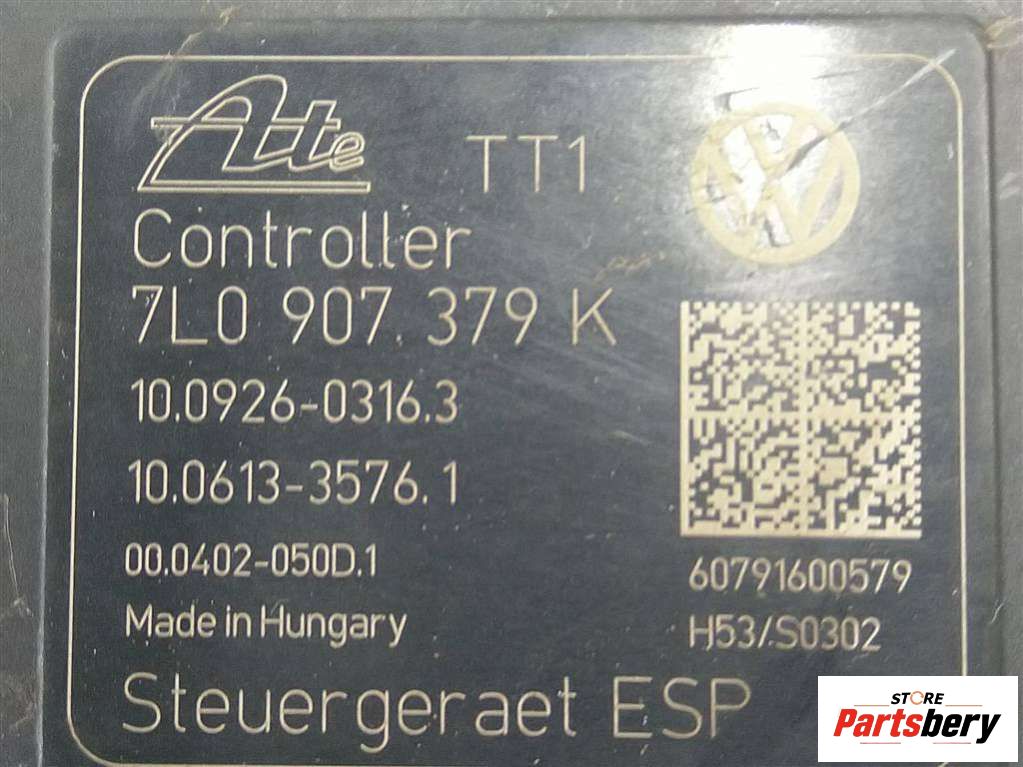 Ate
TT1
Controller
7L0 907 379 K
10.0926-0316.3
10.0613-3576.1
00.0402-050D.1
Made in Hungary
Steuergeraet ESP
60791600579
H53/S0302
STORE
Partsbery